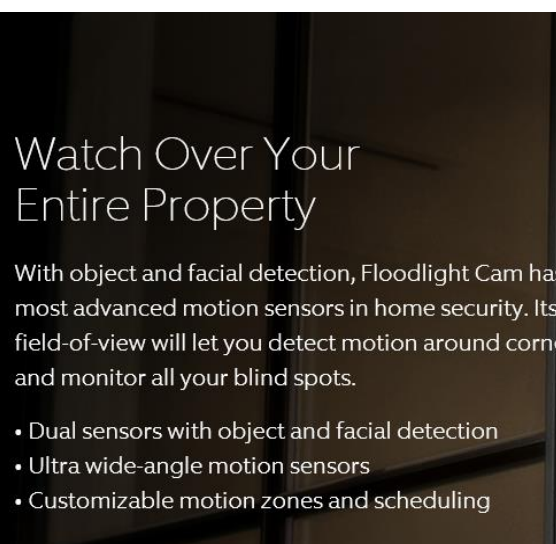 Watch Over Your
Entire Property
With object and facial detection, Floodlight Cam has
most advanced motion sensors in home security. Its
field-of-view will let you detect motion around
and monitor all your blind spots.
• Dual sensors with object and facial detection
• Ultra wide-angle motion sensors
• Customizable motion zones and scheduling